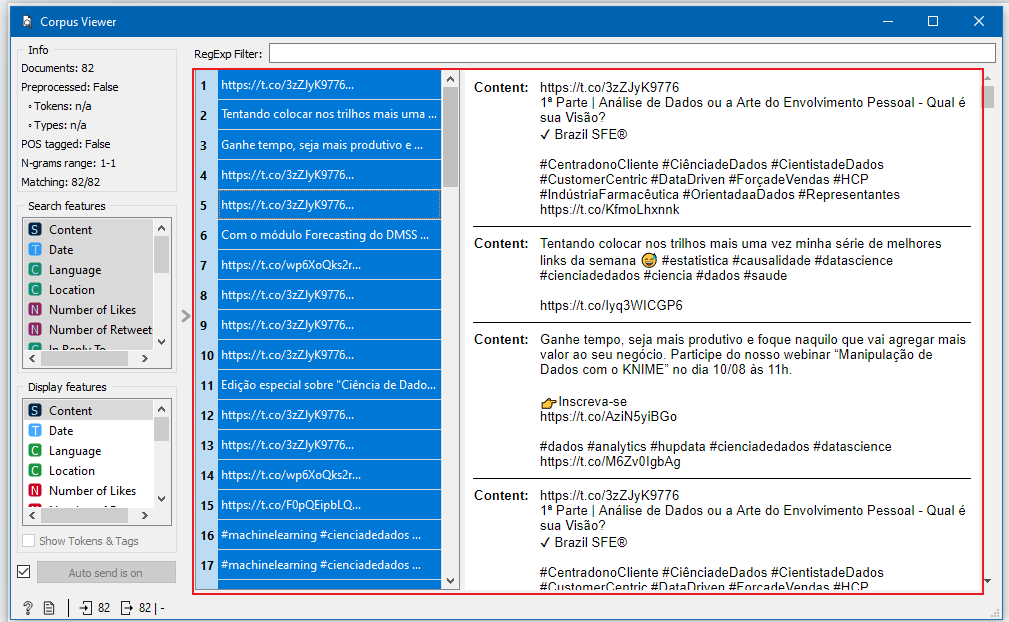 Corpus Viewer
Info
Documents: 82
Preprocessed: False
◦ Tokens: n/a
◦ Types: n/a
POS tagged: False
N-grams range: 1-1
Matching: 82/82
Search features
S Content
T Date
C Language
C Location
N Number of Likes
N Number of Retweet
C In Reply To
Display features
S Content
T Date
C Language
C Location
N Number of Likes
Show Tokens & Tags
Auto send is on
? 82 82 | -
RegExp Filter:
1 https://t.co/3zZJyK9776...
2 Tentando colocar nos trilhos mais uma ...
3 Ganhe tempo, seja mais produtivo e ...
4 https://t.co/3zZJyK9776...
5 https://t.co/3zZJyK9776...
6 Com o módulo Forecasting do DMSS ...
7 https://t.co/wp6XoQks2r...
8 https://t.co/3zZJyK9776...
9 https://t.co/3zZJyK9776...
10 https://t.co/3zZJyK9776...
11 Edição especial sobre "Ciência de Dado...
12 https://t.co/3zZJyK9776...
13 https://t.co/3zZJyK9776...
14 https://t.co/wp6XoQks2r...
15 https://t.co/F0pQEipbLQ...
16 #machinelearning #cienciadedados ...
17 #machinelearning #cienciadedados ...
Content: https://t.co/3zZJyK9776
1ª Parte | Análise de Dados ou a Arte do Envolvimento Pessoal - Qual é
sua Visão?
✓ Brazil SFE®
#CentradonoCliente #CiênciadeDados #CientistadeDados
#CustomerCentric #DataDriven #ForçadeVendas #HCP
#IndústriaFarmacêutica #OrientadaaDados #Representantes
https://t.co/KfmoLhxnnk
Content: Tentando colocar nos trilhos mais uma vez minha série de melhores
links da semana 😅 #estatistica #causalidade #datascience
#cienciadedados #ciencia #dados #saude
https://t.co/Iyq3WICGP6
Content: Ganhe tempo, seja mais produtivo e foque naquilo que vai agregar mais
valor ao seu negócio. Participe do nosso webinar “Manipulação de
Dados com o KNIME” no dia 10/08 às 11h.
👉Inscreva-se
https://t.co/AziN5yiBGo
#dados #analytics #hupdata #cienciadedados #datascience
https://t.co/M6Zv0IgbAg
Content: https://t.co/3zZJyK9776
1ª Parte | Análise de Dados ou a Arte do Envolvimento Pessoal - Qual é
sua Visão?
✓ Brazil SFE®
#CentradonoCliente #CiênciadeDados #CientistadeDados
#CustomerCentric #DataDriven #ForçadeVendas #HCP